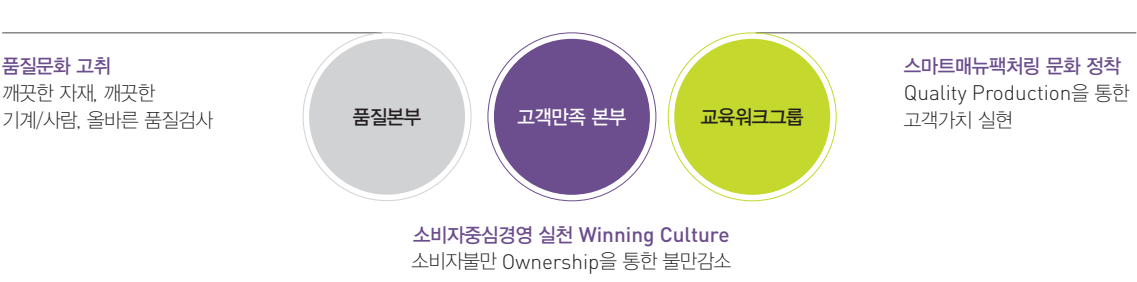 품질문화 고취
깨끗한 자재, 깨끗한
기계/사람, 올바른 품질검사
품질본부
고객만족 본부
교육워크그룹
스마트매뉴팩처링 문화 정착
Quality Production을 통한
고객가치 실현
소비자중심경영 실천 Winning Culture
소비자불만 Ownership을 통한 불만감소